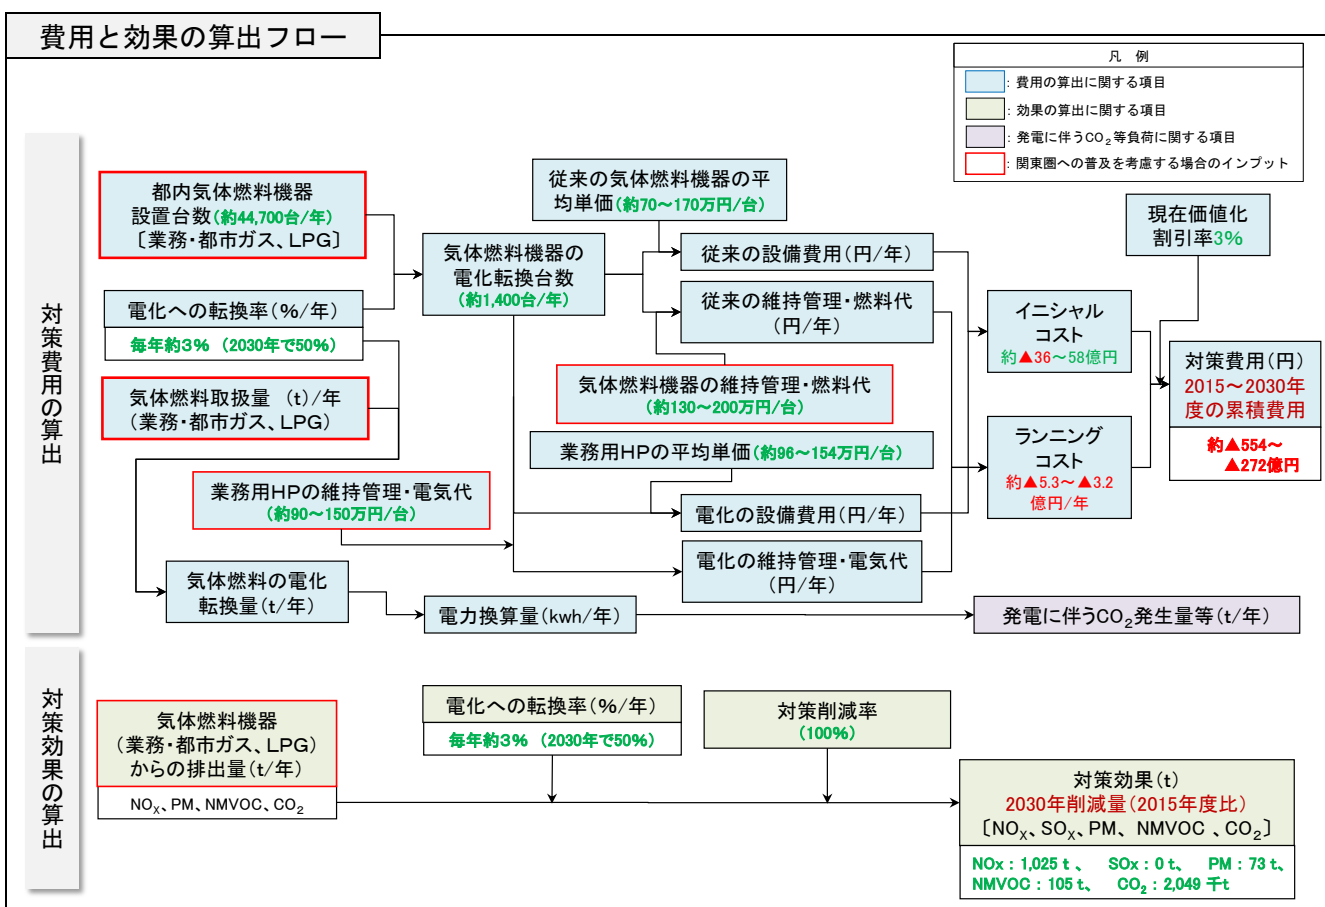 費用と効果の算出フロー
凡 例
: 費用の算出に関する項目
: 効果の算出に関する項目
: 発電に伴うCO₂等負荷に関する項目
: 関東圏への普及を考慮する場合のインプット
対策費用の算出
都内気体燃料機器
設置台数(約44,700台/年)
〔業務・都市ガス、LPG〕
電化への転換率(%/年)
毎年約3% (2030年で50%)
気体燃料取扱量 (t)/年
(業務・都市ガス、LPG)
業務用HPの維持管理・電気代
(約90~150万円/台)
気体燃料の電化
転換量(t/年)
気体燃料機器の
電化転換台数
(約1,400台/年)
従来の気体燃料機器の平
均単価(約70~170万円/台)
従来の設備費用(円/年)
従来の維持管理・燃料代
(円/年)
気体燃料機器の維持管理・燃料代
(約130~200万円/台)
業務用HPの平均単価(約96~154万円/台)
電化の設備費用(円/年)
電化の維持管理・電気代
(円/年)
電力換算量(kwh/年)
発電に伴うCO₂発生量等(t/年)
イニシャル
コスト
約▲36~58億円
ランニング
コスト
約▲5.3~▲3.2
億円/年
現在価値化
割引率3%
対策費用(円)
2015~2030年
度の累積費用
約▲554~
▲272億円
対策効果の算出
気体燃料機器
(業務・都市ガス、LPG)
からの排出量(t/年)
NOX、PM、NMVOC、CO₂
電化への転換率(%/年)
毎年約3% (2030年で50%)
対策削減率
(100%)
対策効果(t)
2030年削減量(2015年度比)
〔NOX、SOX、PM、 NMVOC 、CO₂〕
NOx : 1,025 t 、 SOx : 0 t、 PM : 73 t、
NMVOC : 105 t、 CO₂ : 2,049 千t